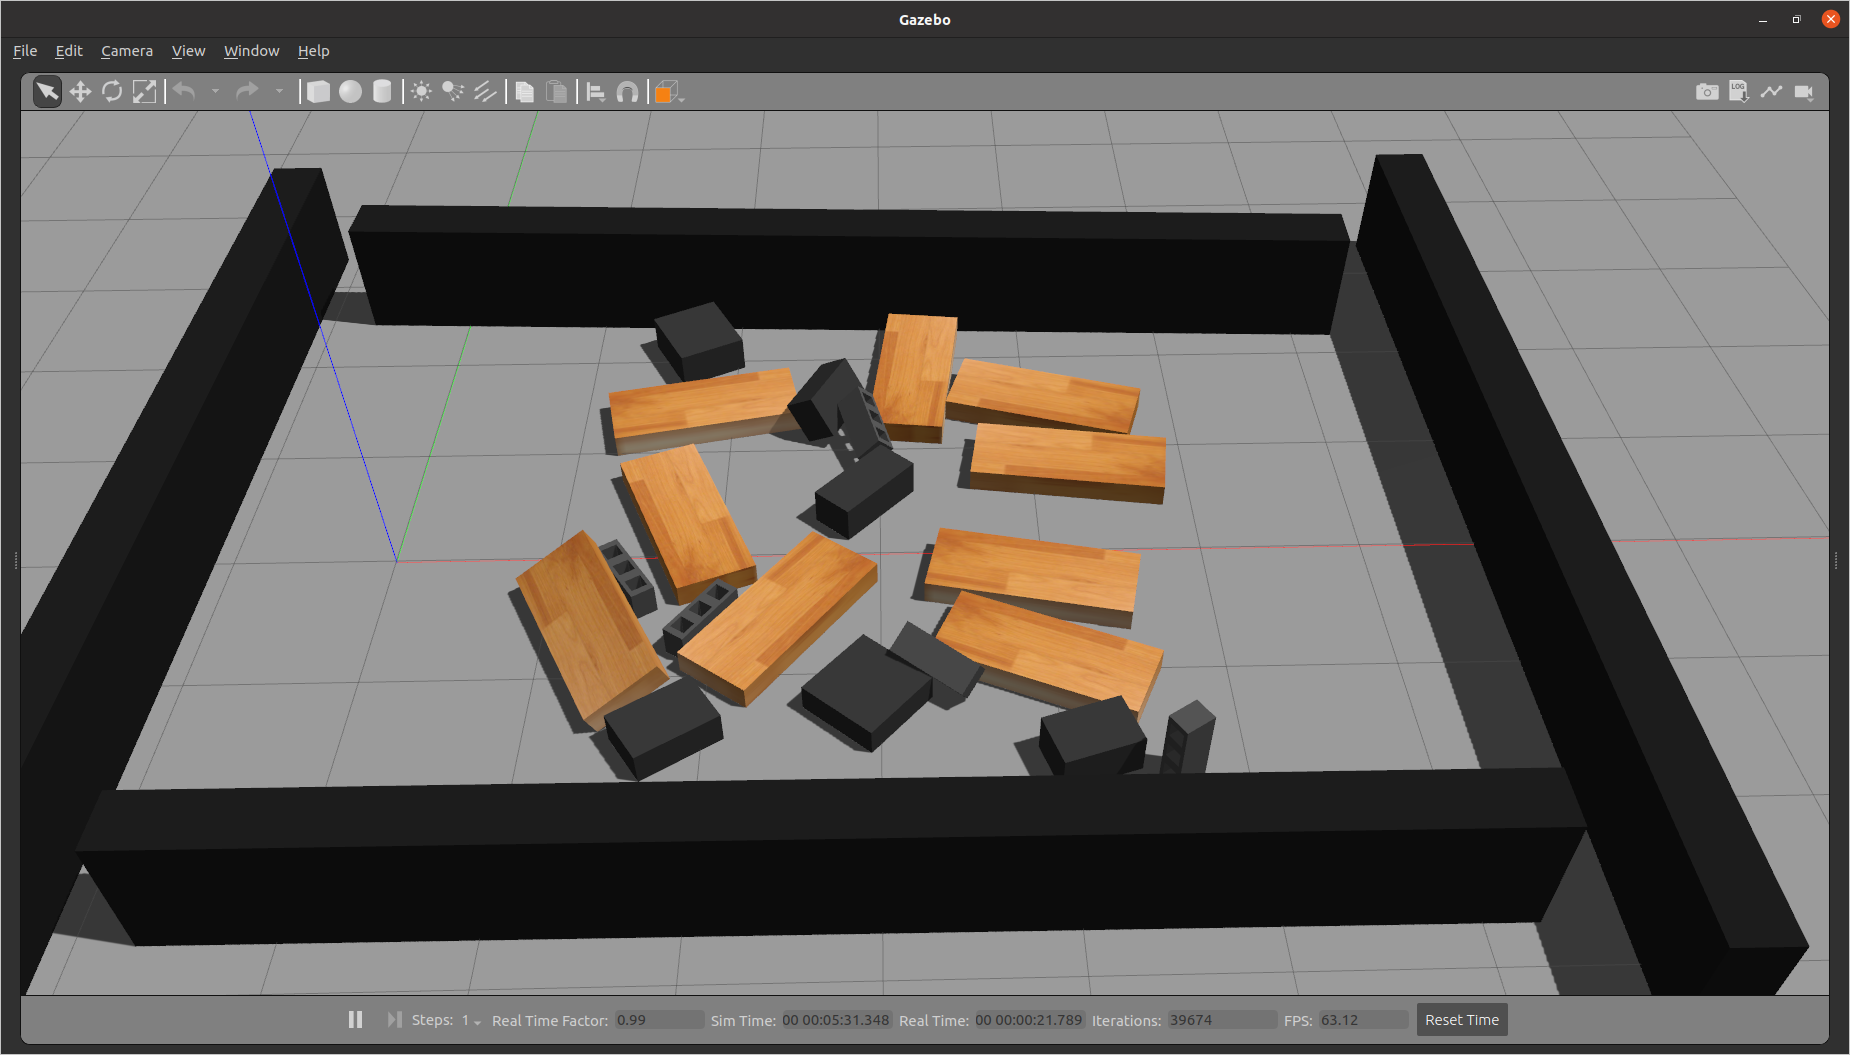 Gazebo
File Edit Camera View Window Help
LOG
Steps: 1 Real Time Factor: 0.99 Sim Time: 00 00:05:31.348 Real Time: 00 00:00:21.789 Iterations: 39674 FPS: 63.12 Reset Time